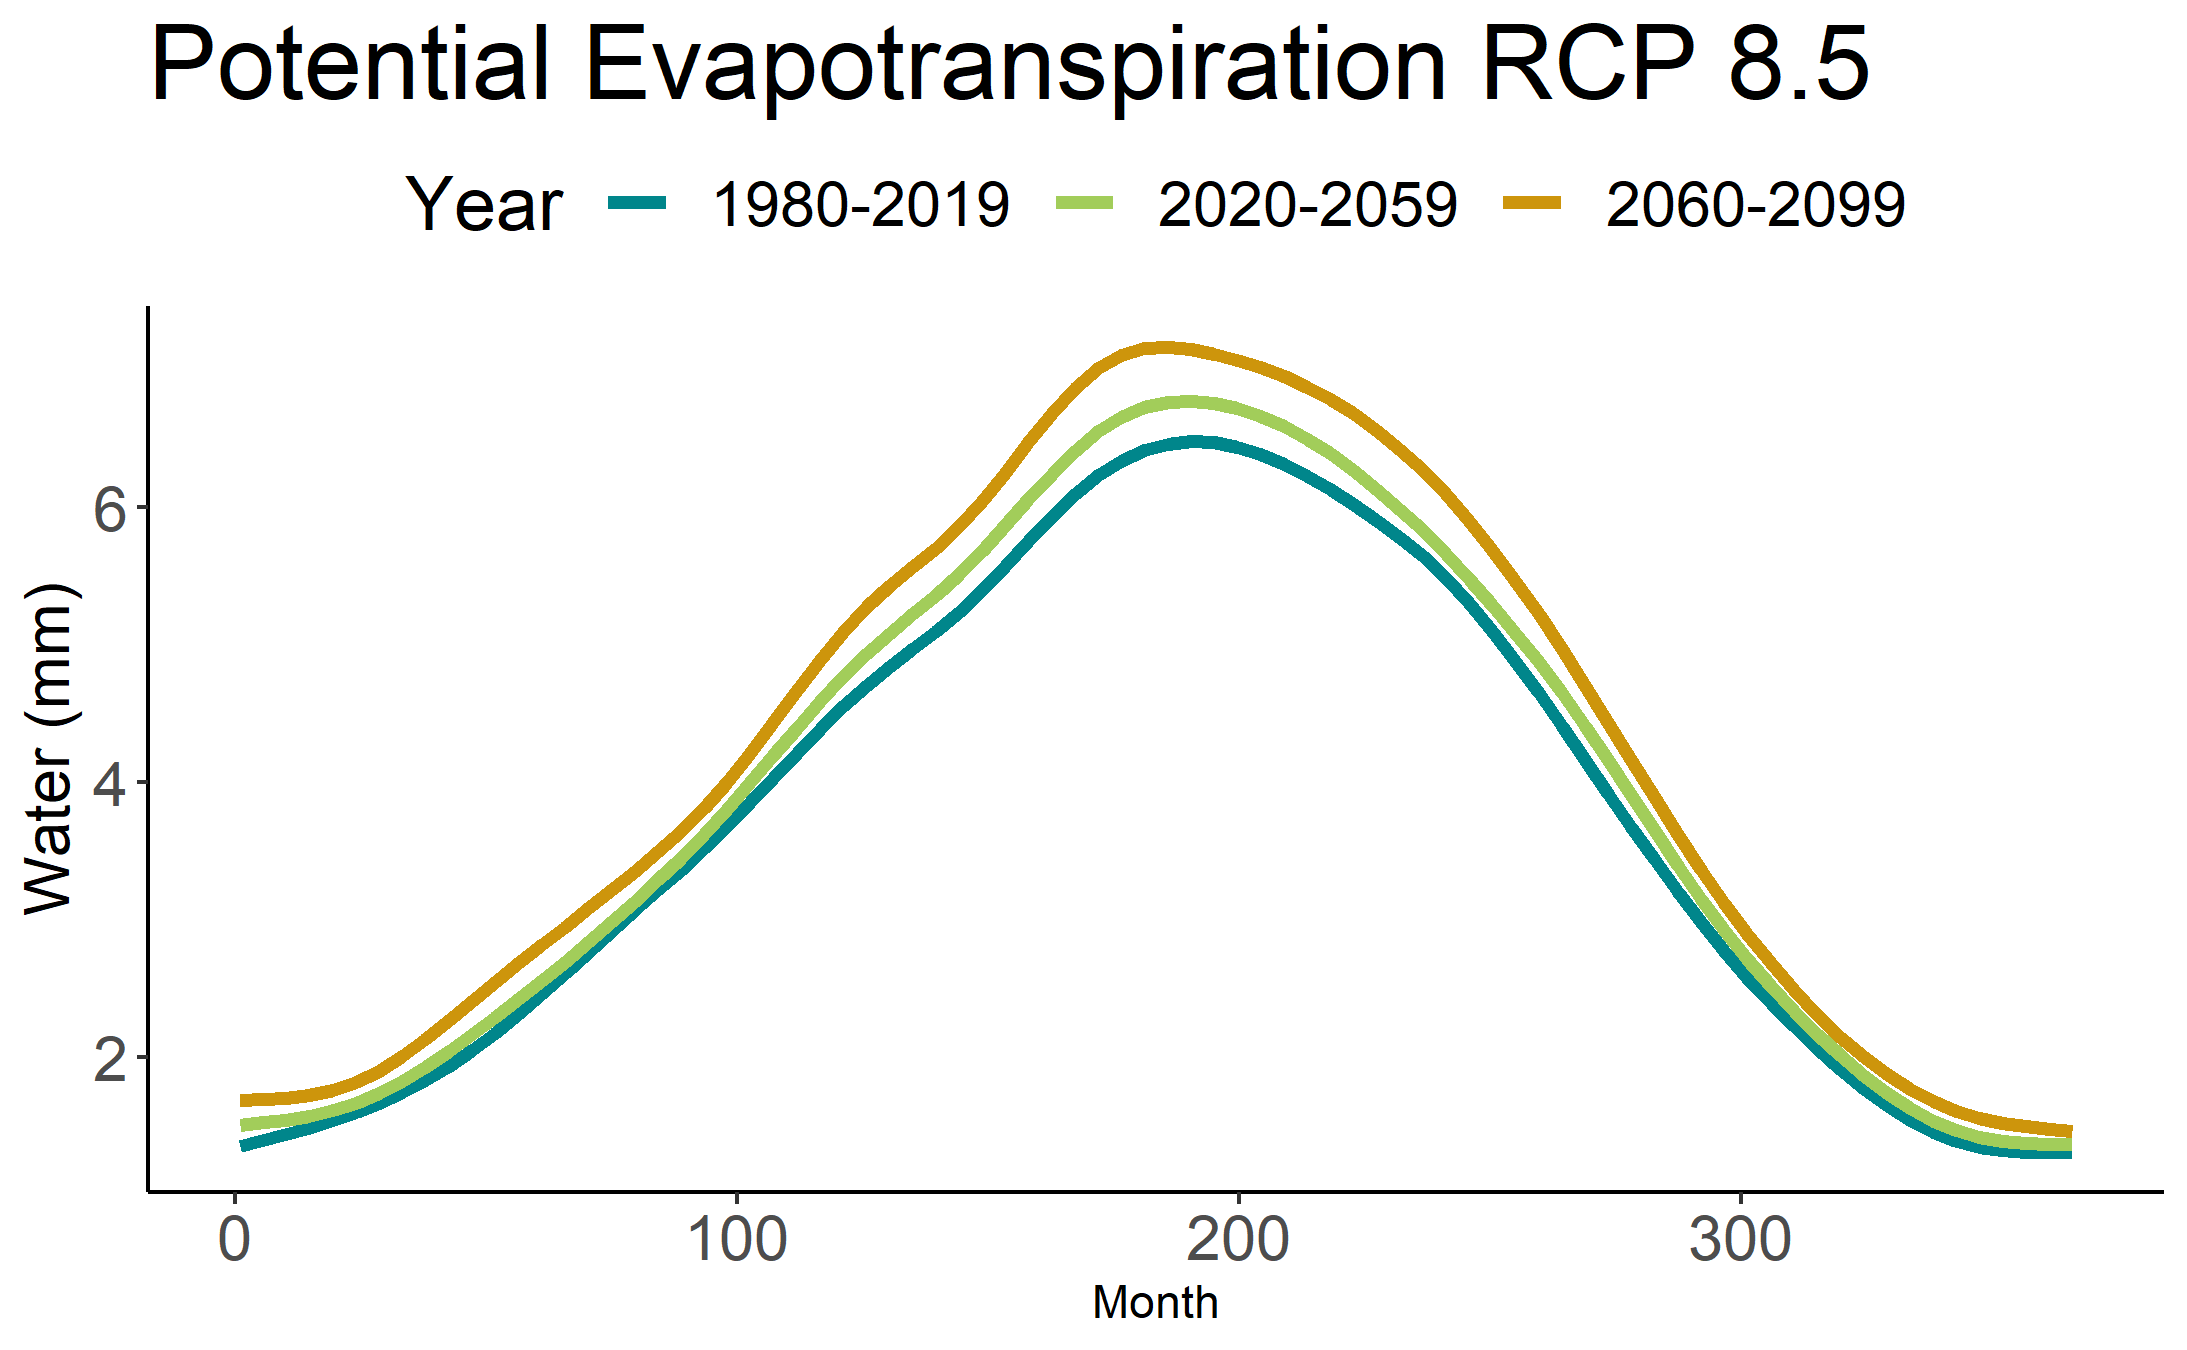 Potential Evapotranspiration RCP 8.5
Year 1980-2019 2020-2059 2060-2099
Water (mm)
6
4
2
0 100 200 300
Month